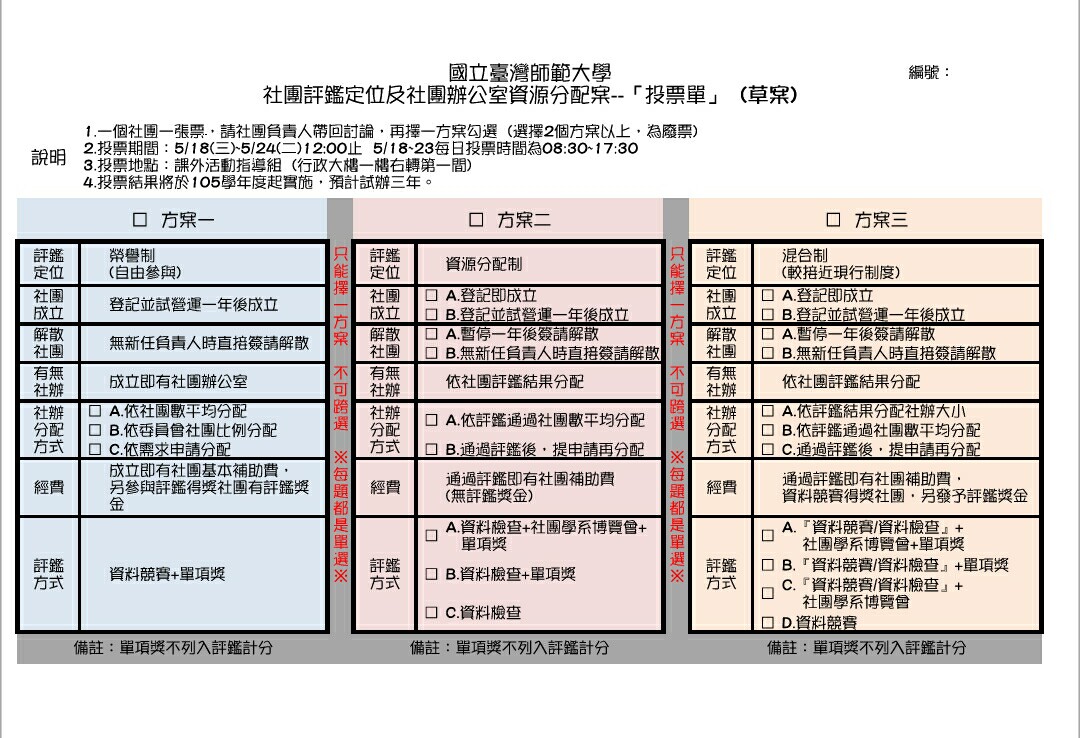 國立臺灣師範大學
編號：
社團評鑑定位及社團辦公室資源分配案--「投票單」（草案）
說明
1.一個社團一張票，請社團負責人帶回討論，再擇一方案勾選（選擇2個方案以上，為廢票）
2.投票期間：5/18(三)~5/24(二)12:00止 5/18~23每日投票時間為08:30~17:30
3.投票地點：課外活動指導組（行政大樓一樓右轉第一間）
4.投票結果將於105學年度起實施，預計試辦三年。
□ 方案一
評鑑
定位
榮譽制
(自由參與)
社團
成立
登記並試營運一年後成立
解散
社團
無新任負責人時直接簽請解散
有無
社辦
成立即有社團辦公室
社辦
分配
方式
□ A.依社團數平均分配
□ B.依委員會社團比例分配
□ C.依需求申請分配
經費
成立即有社團基本補助費，
另參與評鑑得獎社團有評鑑獎
金
評鑑
方式
資料競賽+單項獎
備註：單項獎不列入評鑑計分
只能擇一方案 不可跨選 ※每題都是單選※
□ 方案二
評鑑
定位
資源分配制
社團
成立
□ A.登記即成立
□ B.登記並試營運一年後成立
解散
社團
□ A.暫停一年後簽請解散
□ B.無新任負責人時直接簽請解散
有無
社辦
依社團評鑑結果分配
社辦
分配
方式
□ A.依評鑑通過社團數平均分配
□ B.通過評鑑後，提申請再分配
經費
通過評鑑即有社團補助費
(無評鑑獎金)
評鑑
方式
□ A.資料檢查+社團學系博覽會+
單項獎
□ B.資料檢查+單項獎
□ C.資料檢查
備註：單項獎不列入評鑑計分
只能擇一方案 不可跨選 ※每題都是單選※
□ 方案三
評鑑
定位
混合制
(較接近現行制度)
社團
成立
□ A.登記即成立
□ B.登記並試營運一年後成立
解散
社團
□ A.暫停一年後簽請解散
□ B.無新任負責人時直接簽請解散
有無
社辦
依社團評鑑結果分配
社辦
分配
方式
□ A.依評鑑結果分配社辦大小
□ B.依評鑑通過社團數平均分配
□ C.通過評鑑後，提申請再分配
經費
通過評鑑即有社團補助費，
資料競賽得獎社團，另發予評鑑獎金
評鑑
方式
□ A.『資料競賽/資料檢查』+
社團學系博覽會+單項獎
□ B.『資料競賽/資料檢查』+單項獎
□ C.『資料競賽/資料檢查』+
社團學系博覽會
□ D.資料競賽
備註：單項獎不列入評鑑計分